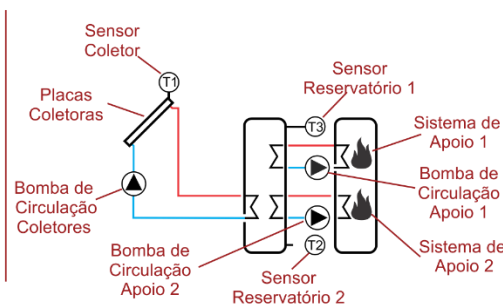 Sensor
Coletor
T1
Placas
Coletoras
Bomba de
Circulação
Coletores
Sensor
Reservatório 1
T3
Sistema de
Apoio 1
Bomba de
Circulação
Apoio 1
Sistema de
Apoio 2
Bomba de
Circulação
Apoio 2
T2
Sensor
Reservatório 2